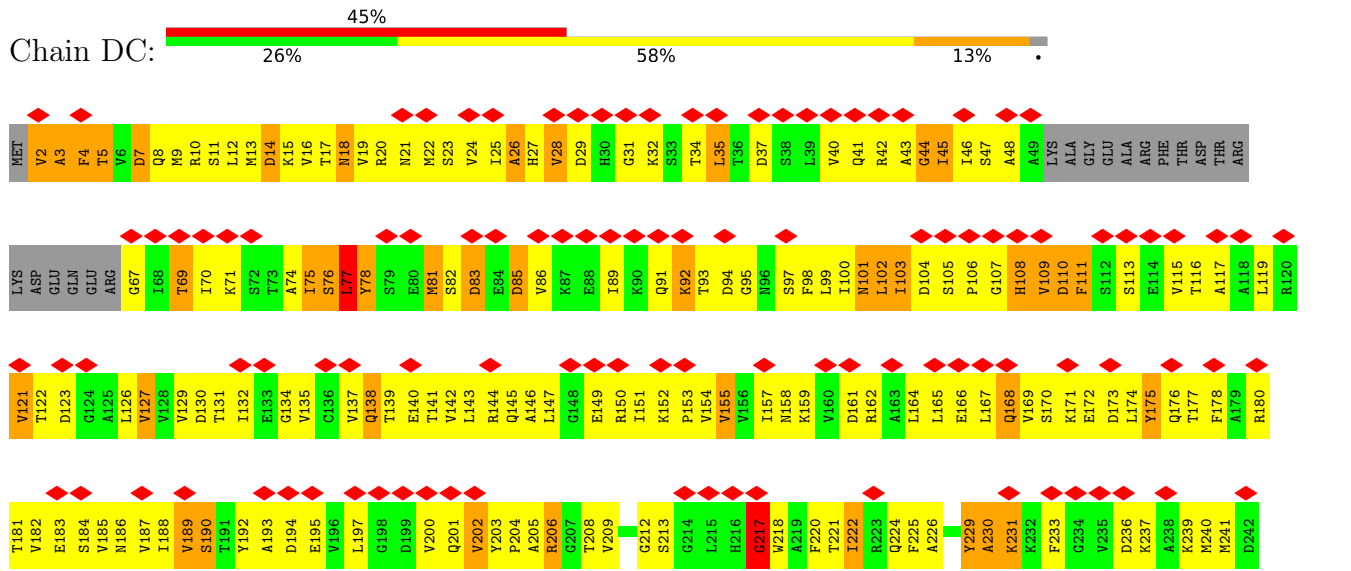 45%
Chain DC:
26% 58% 13% •
MET V2 A3 F4 T5 V6 D7 Q8 M9 R10 S11 L12 M13 D14 K15 V16 T17 N18 V19 R20 N21 M22 S23 V24 I25 A26 H27 V28 D29 H30 G31 K32 S33 T34 L35 T36 D37 S38 L39 V40 Q41 R42 A43 G44 I45 I46 S47 A48 A49 LYS ALA GLY GLU ALA ARG PHE THR ASP THR ARG
LYS ASP GLU GLN GLU ARG G67 I68 T69 I70 K71 S72 T73 A74 I75 S76 L77 Y78 S79 E80 M81 S82 D83 E84 D85 V86 K87 E88 I89 K90 Q91 K92 T93 D94 G95 N96 S97 F98 L99 I100 N101 L102 I103 D104 S105 P106 G107 H108 V109 D110 F111 S112 S113 E114 V115 T116 A117 A118 L119 R120
V121 T122 D123 G124 A125 L126 V127 V128 V129 D130 T131 I132 E133 G134 V135 C136 V137 Q138 T139 E140 T141 V142 L143 R144 Q145 A146 L147 G148 E149 R150 I151 K152 P153 V154 V155 V156 I157 N158 K159 V160 D161 R162 A163 L164 L165 E166 L167 Q168 V169 S170 K171 E172 D173 L174 Y175 Q176 T177 F178 A179 R180
T181 V182 E183 S184 V185 N186 V187 I188 V189 S190 T191 Y192 A193 D194 E195 V196 L197 G198 D199 V200 Q201 V202 Y203 P204 A205 R206 G207 T208 V209 G212 S213 G214 L215 H216 G217 W218 A219 F220 T221 I222 R223 Q224 F225 A226 Y229 A230 K231 K232 F233 G234 V235 D236 K237 A238 K239 M240 M241 D242